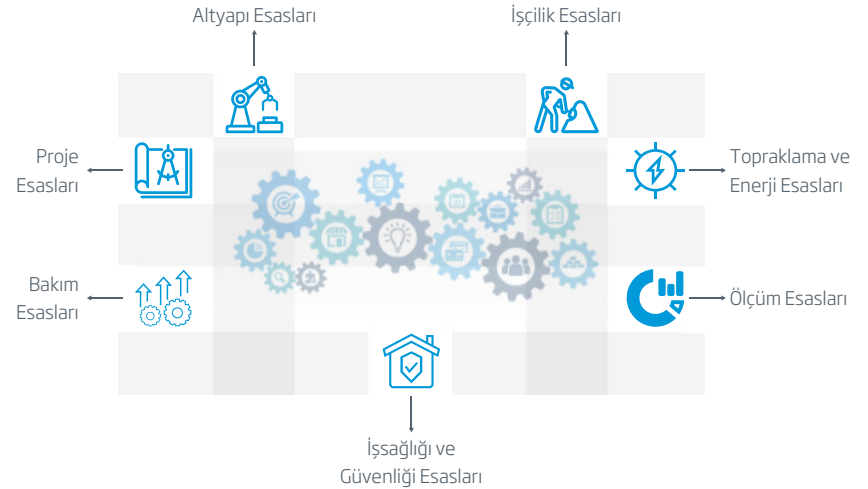 Altyapı Esasları
İşçilik Esasları
Proje
Esasları
Topraklama ve
Enerji Esasları
Bakım
Esasları
Ölçüm Esasları
İşsağlığı ve
Güvenliği Esasları